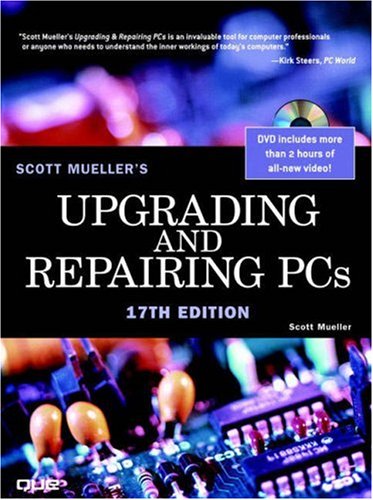 "Scott Mueller's Upgrading & Repairing PCs is an invaluable tool for computer professionals
or anyone who needs to understand the inner workings of today's computers."
—Kirk Steers, PC World
DVD includes more
than 2 hours of
all-new video!
SCOTT MUELLER'S
UPGRADING
AND
REPAIRING PCs
17TH EDITION
Scott Mueller
que